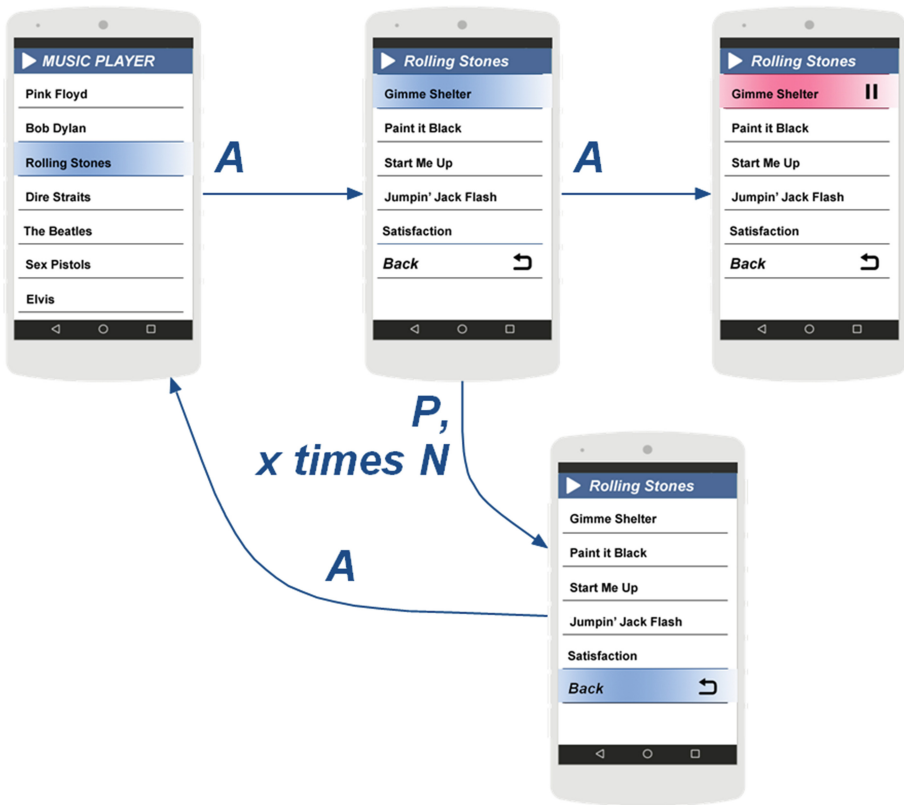 MUSIC PLAYER
Pink Floyd
Bob Dylan
Rolling Stones
Dire Straits
The Beatles
Sex Pistols
Elvis
A
Rolling Stones
Gimme Shelter
Paint it Black
Start Me Up
Jumpin' Jack Flash
Satisfaction
Back
A
Rolling Stones
Gimme Shelter
Paint it Black
Start Me Up
Jumpin' Jack Flash
Satisfaction
Back
P,
x times N
A
Rolling Stones
Gimme Shelter
Paint it Black
Start Me Up
Jumpin' Jack Flash
Satisfaction
Back